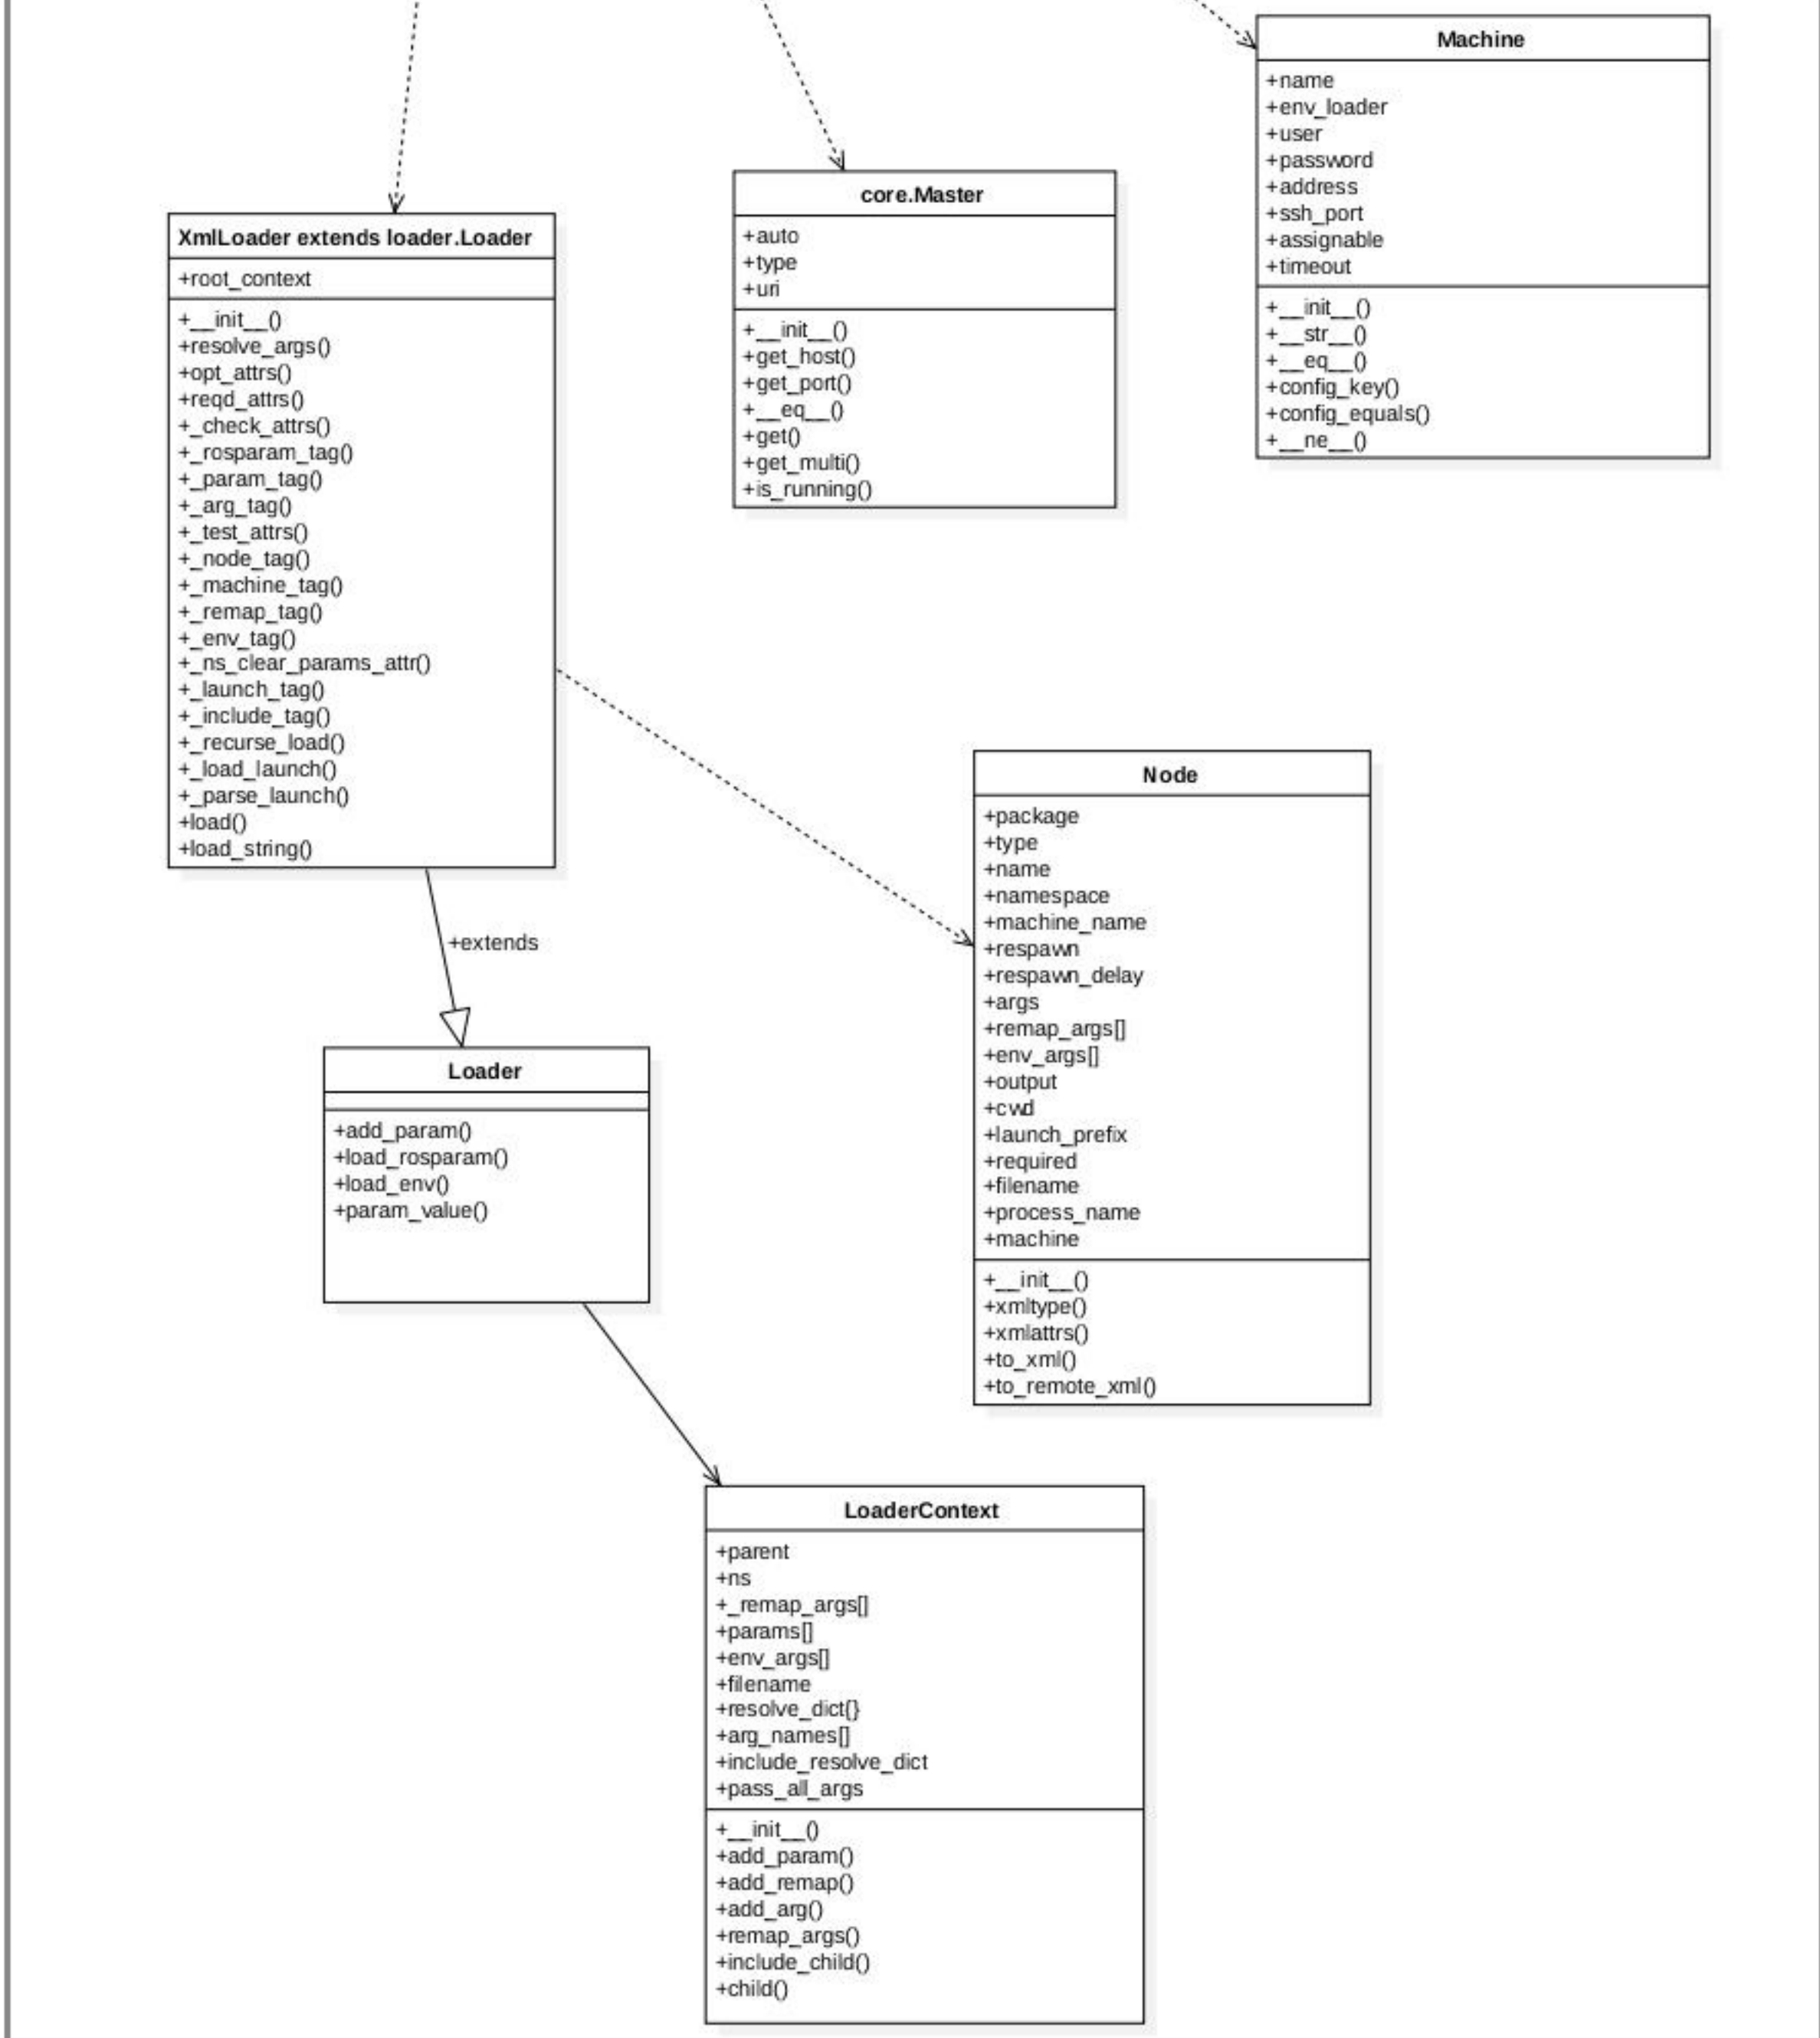 Machine
+name
+env_loader
+user
+password
+address
+ssh_port
+assignable
+timeout
+__init__()
+__str__()
+__eq__()
+config_key()
+config_equals()
+__ne__()
core.Master
+auto
+type
+uri
+__init__()
+get_host()
+get_port()
+__eq__()
+get()
+get_multi()
+is_running()
XmlLoader extends loader.Loader
+root_context
+__init__()
+resolve_args()
+opt_attrs()
+reqd_attrs()
+_check_attrs()
+_rosparam_tag()
+_param_tag()
+_arg_tag()
+_test_attrs()
+_node_tag()
+_machine_tag()
+_remap_tag()
+_env_tag()
+_ns_clear_params_attr()
+_launch_tag()
+_include_tag()
+_recurse_load()
+_load_launch()
+_parse_launch()
+load()
+load_string()
+extends
Node
+package
+type
+name
+namespace
+machine_name
+respawn
+respawn_delay
+args
+remap_args[]
+env_args[]
+output
+cwd
+launch_prefix
+required
+filename
+process_name
+machine
+__init__()
+xmltype()
+xmlattrs()
+to_xml()
+to_remote_xml()
Loader
+add_param()
+load_rosparam()
+load_env()
+param_value()
LoaderContext
+parent
+ns
+_remap_args[]
+params[]
+env_args[]
+filename
+resolve_dict{}
+arg_names[]
+include_resolve_dict
+pass_all_args
+__init__()
+add_param()
+add_remap()
+add_arg()
+remap_args()
+include_child()
+child()